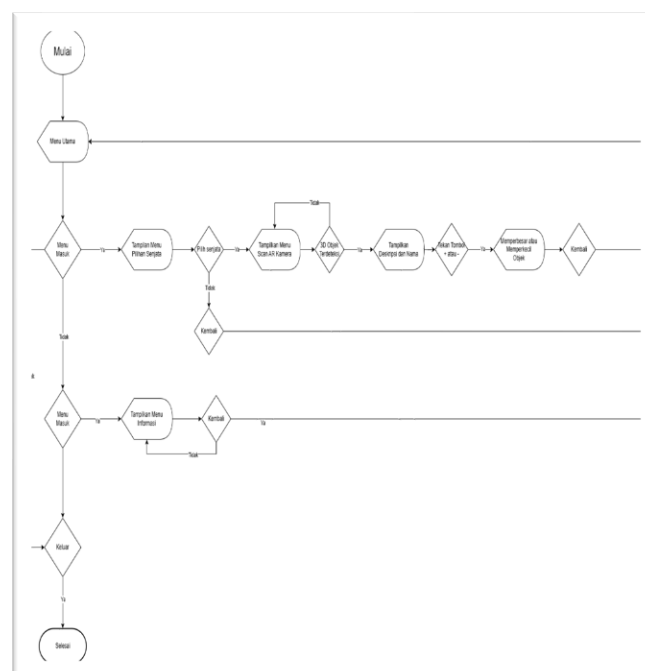 Mulai
Menu Utama
Menu
Masuk
Ya
Tampilan Menu
Pilihan Senjata
Pilih senjata
Ya
Tampilkan Menu
Scan AR Kamera
Tidak
3D Objek
Terdeteksi
Ya
Tampilkan
Deskripsi dan Nama
Tekan Tombol
+ atau -
Ya
Memperbesar atau
Memperkecil
Objek
Kembali
Tidak
Kembali
Tidak
Menu
Masuk
Ya
Tampilkan Menu
Informasi
Kembali
Ya
Tidak
Keluar
Ya
Selesai